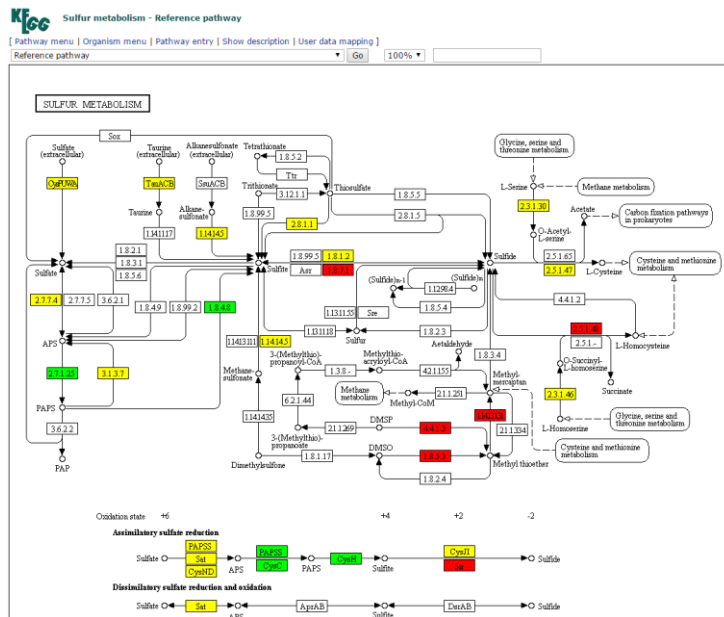 KEGG Sulfur metabolism - Reference pathway
[ Pathway menu | Organism menu | Pathway entry | Show description | User data mapping ]
Reference pathway Go 100%
SULFUR METABOLISM
Sox
Sulfate (extracellular)
Taurine (extracellular)
Alkanesulfonate (extracellular)
Tetrathionate
1.8.5.2
Ttr
Trithionate
3.12.1.1
Thiosulfate
1.8.5.5
1.8.99.5
2.8.1.1
2.8.1.5
CysPUWA
TauACB
SsuACB
Taurine
Alkane-sulfonate
1.14.11.17
1.14.14.5
Glycine, serine and threonine metabolism
L-Serine
Methane metabolism
2.3.1.30
Acetate
Carbon fixation pathways in prokaryotes
O-Acetyl-L-serine
2.5.1.65
2.5.1.47
L-Cysteine
Cysteine and methionine metabolism
1.8.2.1
1.8.3.1
1.8.5.6
Sulfate
Sulfite
1.8.99.5
1.8.1.2
Asr
1.8.7.1
Sulfide
(Sulfide)n-1
(Sulfide)n
1.12.98.4
1.8.5.4
2.7.7.4
2.7.7.5
3.6.2.1
1.8.4.9
1.8.99.2
1.8.4.8
1.13.11.55
Sre
1.13.11.18
Sulfur
1.8.2.3
4.4.1.2
2.5.1.48
2.5.1.-
L-Homocysteine
APS
1.14.13.111
1.14.14.5
2.7.1.25
3.1.3.7
Methane-sulfonate
3-(Methylthio)-propanoyl-CoA
1.3.8.-
Methylthio-acryloyl-CoA
4.2.1.155
Acetaldehyde
1.8.3.4
Methyl-mercaptan
O-Succinyl-L-homoserine
Succinate
2.3.1.46
PAPS
6.2.1.44
Methane metabolism
Methyl-CoM
2.1.1.251
3.6.2.2
1.14.14.35
2.1.1.269
DMSP
4.4.1.3
2.1.1.334
L-Homoserine
Glycine, serine and threonine metabolism
3-(Methylthio)-propanoate
DMSO
PAP
Dimethylsulfone
1.8.1.17
1.8.5.3
Methyl thioether
Cysteine and methionine metabolism
1.8.2.4
Oxidation state +6 +4 +2 -2
Assimilatory sulfate reduction
PAPSS
Sulfate Sat APS
CysND
PAPSS
CysC
PAPS CysH Sulfite
CysJI
Sir
Sulfide
Dissimilatory sulfate reduction and oxidation
Sulfate Sat APS AprAB Sulfite DsrAB Sulfide